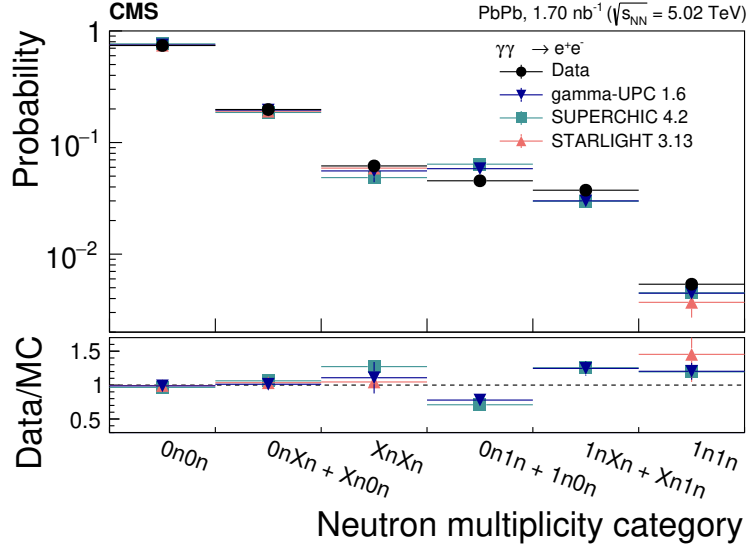 CMS PbPb, 1.70 nb⁻¹ (√sNN = 5.02 TeV)
Probability
1
10⁻¹
10⁻²
γγ → e⁺e⁻
Data
gamma-UPC 1.6
SUPERCHIC 4.2
STARLIGHT 3.13
Data/MC
1.5
1
0.5
0n0n
0nXn + Xn0n
XnXn
0n1n + 1n0n
1nXn + Xn1n
1n1n
Neutron multiplicity category